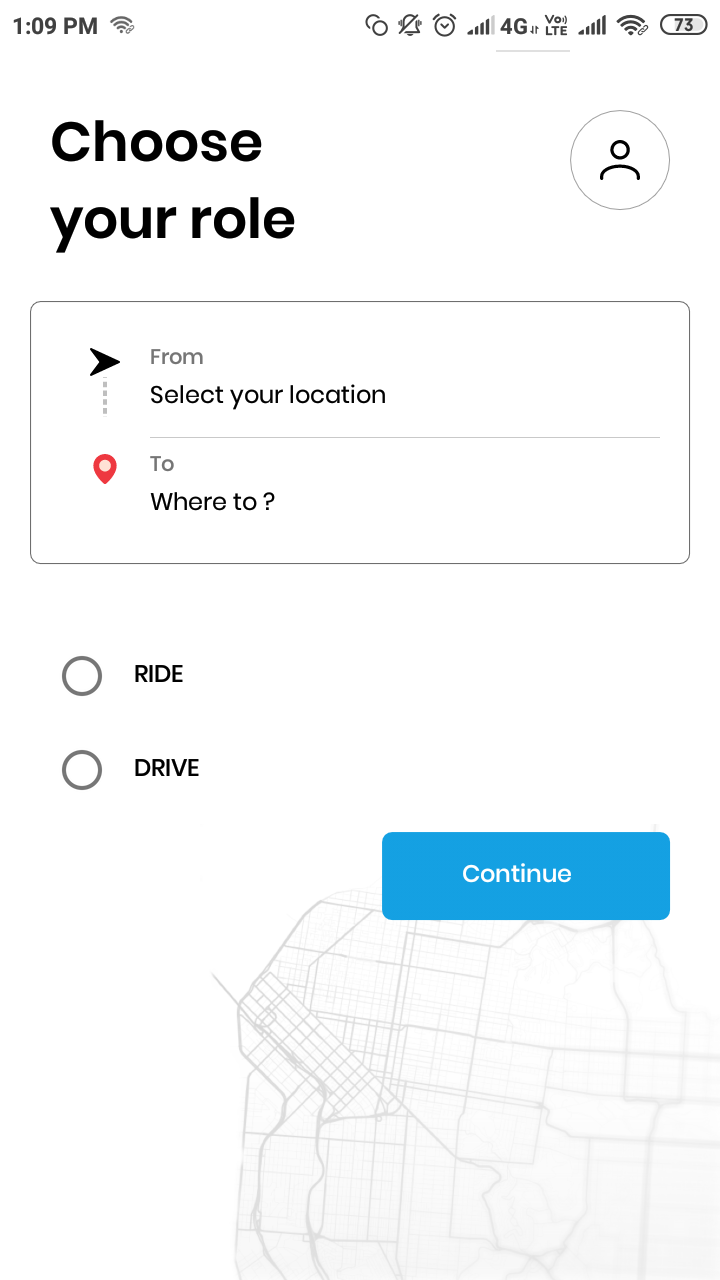 1:09 PM 4G Vo) LTE 73
Choose
your role
From
Select your location
To
Where to ?
RIDE
DRIVE
Continue